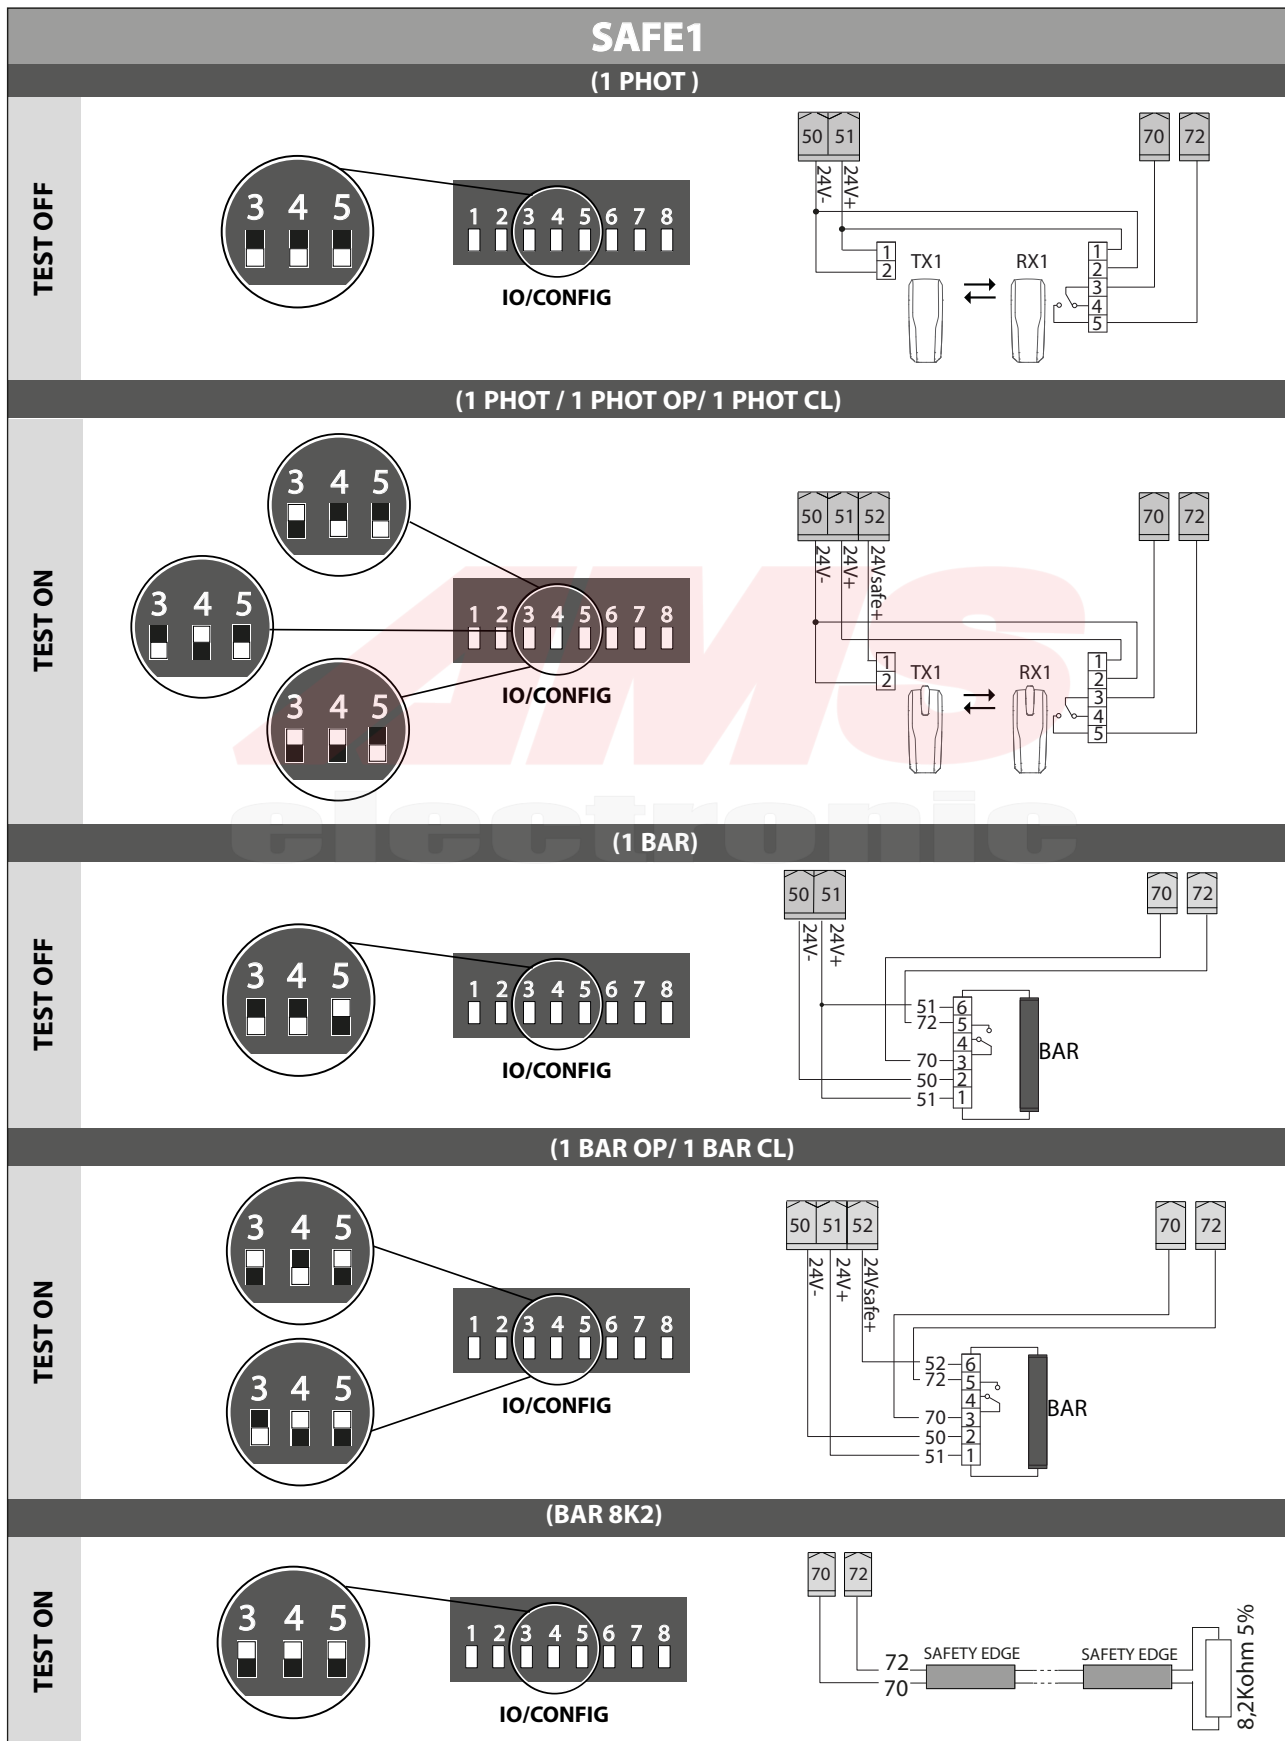 SAFE1
(1 PHOT )
TEST OFF
3 4 5
1 2 3 4 5 6 7 8
IO/CONFIG
50 51
70 72
24V-
24V+
1
2
TX1
RX1
1
2
3
4
5
(1 PHOT / 1 PHOT OP/ 1 PHOT CL)
TEST ON
3 4 5
3 4 5
3 4 5
1 2 3 4 5 6 7 8
IO/CONFIG
50 51 52
70 72
24V-
24V+
24Vsafe+
1
2
TX1
RX1
1
2
3
4
5
AMS
electronic
(1 BAR)
TEST OFF
3 4 5
1 2 3 4 5 6 7 8
IO/CONFIG
50 51
70 72
24V-
24V+
51 6
72 5
4
70 3
50 2
51 1
BAR
(1 BAR OP/ 1 BAR CL)
TEST ON
3 4 5
3 4 5
1 2 3 4 5 6 7 8
IO/CONFIG
50 51 52
70 72
24V-
24V+
24Vsafe+
52 6
72 5
4
70 3
50 2
51 1
BAR
(BAR 8K2)
TEST ON
3 4 5
1 2 3 4 5 6 7 8
IO/CONFIG
70 72
72
70
SAFETY EDGE
SAFETY EDGE
8,2Kohm 5%